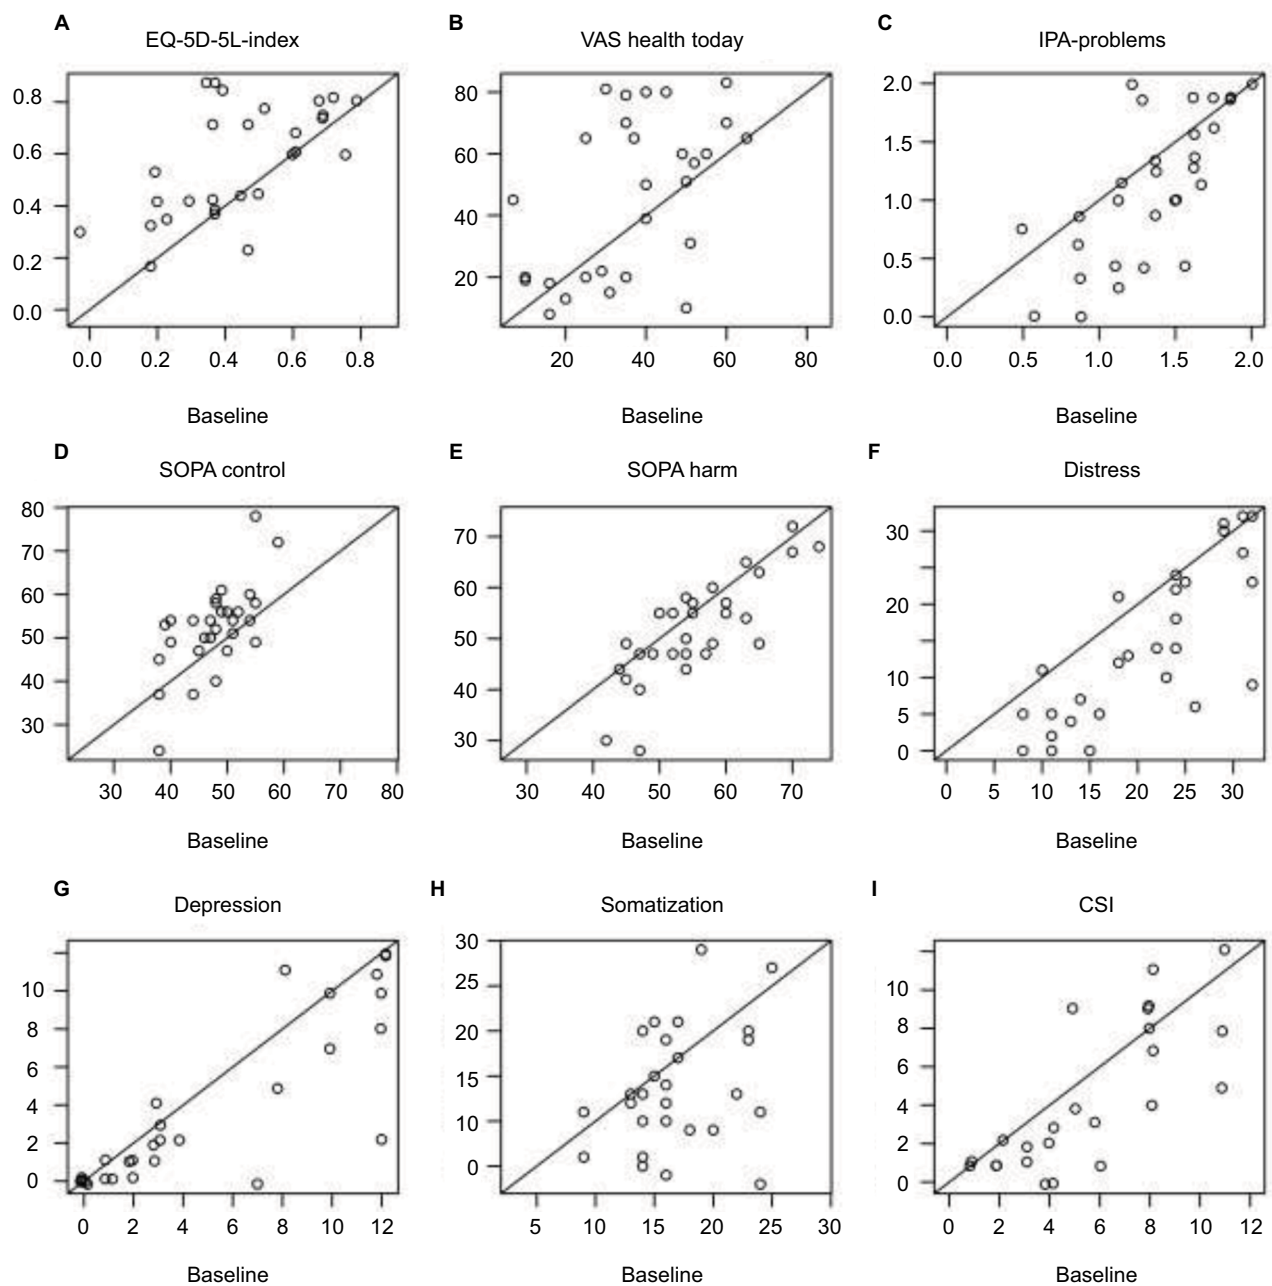 A
EQ-5D-5L-index
0.8
0.6
0.4
0.2
0.0
0.0 0.2 0.4 0.6 0.8
Baseline
B
VAS health today
80
60
40
20
20 40 60 80
Baseline
C
IPA-problems
2.0
1.5
1.0
0.5
0.0
0.0 0.5 1.0 1.5 2.0
Baseline
D
SOPA control
80
70
60
50
40
30
30 40 50 60 70 80
Baseline
E
SOPA harm
70
60
50
40
30
30 40 50 60 70
Baseline
F
Distress
30
20
10
5
0
0 5 10 15 20 25 30
Baseline
G
Depression
10
8
6
4
2
0
0 2 4 6 8 10 12
Baseline
H
Somatization
30
25
20
15
10
0
5 10 15 20 25 30
Baseline
I
CSI
10
8
6
4
2
0
0 2 4 6 8 10 12
Baseline